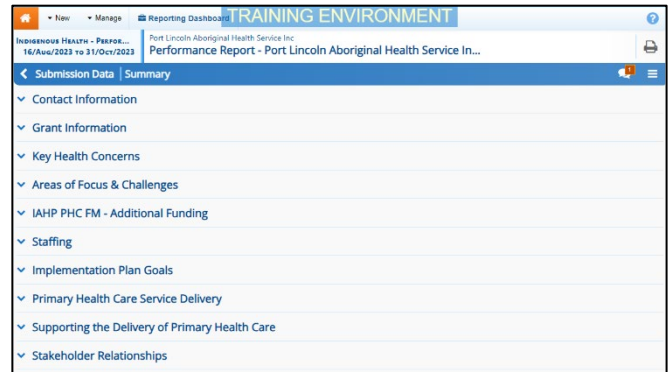 New Manage Reporting Dashboard TRAINING ENVIRONMENT
Indigenous Health - Perfor...
16/Aug/2023 to 31/Oct/2023
Port Lincoln Aboriginal Health Service Inc
Performance Report - Port Lincoln Aboriginal Health Service In...
Submission Data | Summary
Contact Information
Grant Information
Key Health Concerns
Areas of Focus & Challenges
IAHP PHC FM - Additional Funding
Staffing
Implementation Plan Goals
Primary Health Care Service Delivery
Supporting the Delivery of Primary Health Care
Stakeholder Relationships